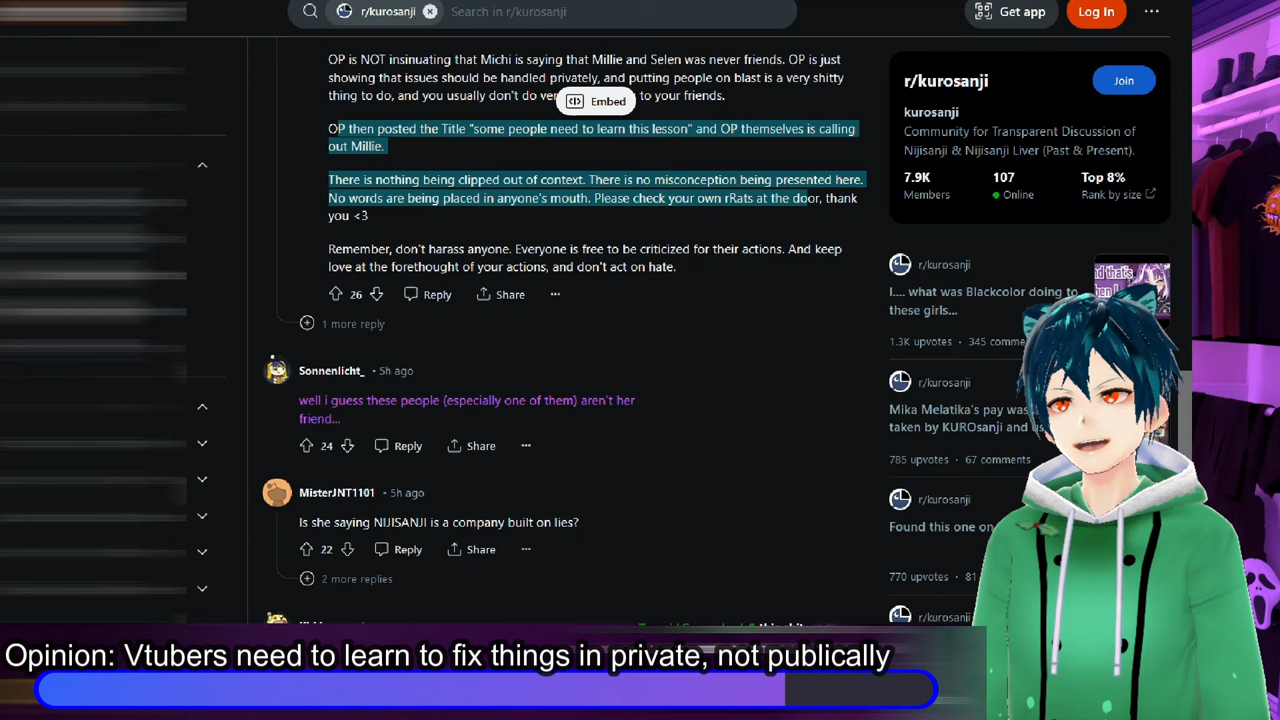 r/kurosanji
Search in r/kurosanji
Get app
Log In
OP is NOT insinuating that Michi is saying that Millie and Selen was never friends. OP is just
showing that issues should be handled privately, and putting people on blast is a very shitty
thing to do, and you usually don't do ver
to your friends.
Embed
OP then posted the Title "some people need to learn this lesson" and OP themselves is calling
out Millie.
There is nothing being clipped out of context. There is no misconception being presented here.
No words are being placed in anyone's mouth. Please check your own rRats at the door, thank
you <3
Remember, don't harass anyone. Everyone is free to be criticized for their actions. And keep
love at the forethought of your actions, and don't act on hate.
26
Reply
Share
1 more reply
Sonnenlicht_ • 5h ago
well i guess these people (especially one of them) aren't her
friend...
24
Reply
Share
MisterJNT1101 • 5h ago
Is she saying NIJISANJI is a company built on lies?
22
Reply
Share
2 more replies
r/kurosanji
Join
kurosanji
Community for Transparent Discussion of
Nijisanji & Nijisanji Liver (Past & Present).
7.9K
107
Top 8%
Members
Online
Rank by size
r/kurosanji
I.... what was Blackcolor doing to
these girls...
1.3K upvotes • 345
r/kurosanji
Mika Melatika's pay was
taken by KUROsanji and
785 upvotes • 67 comments
r/kurosanji
Found this one on
770 upvotes • 81
r/kurosanji
Opinion: Vtubers need to learn to fix things in private, not publically